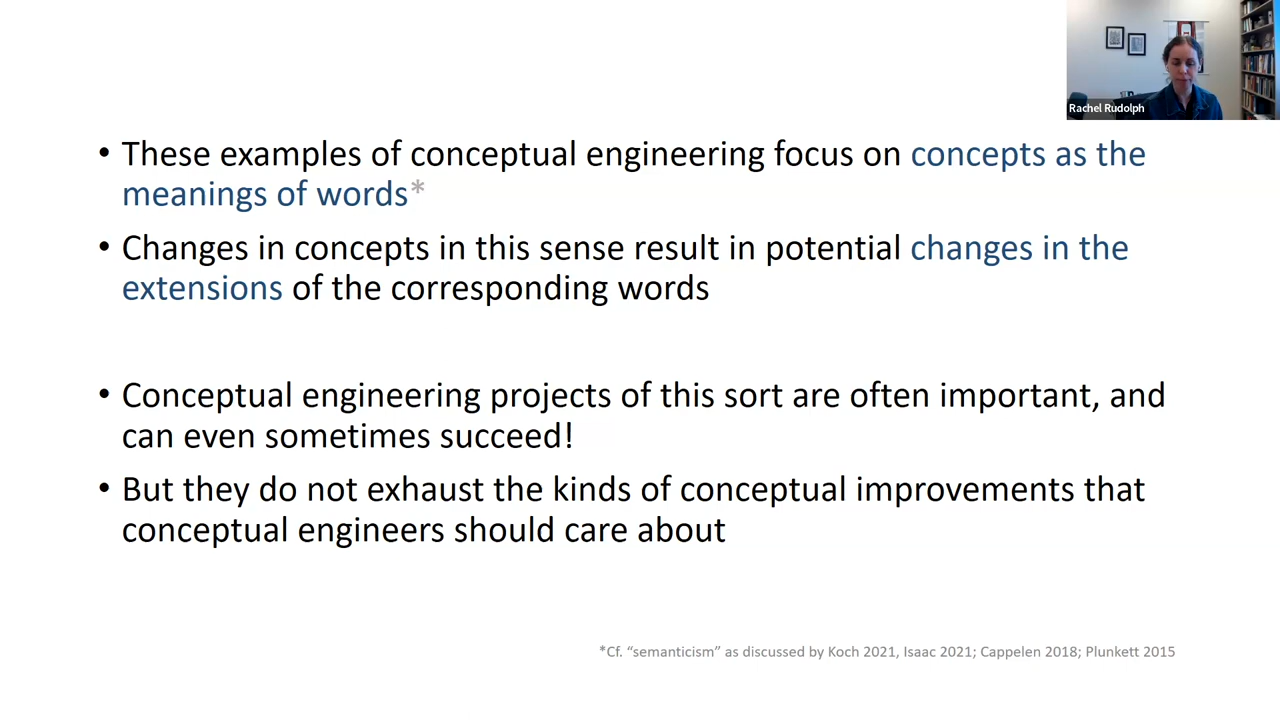 Rachel Rudolph
• These examples of conceptual engineering focus on concepts as the
meanings of words*
• Changes in concepts in this sense result in potential changes in the
extensions of the corresponding words
• Conceptual engineering projects of this sort are often important, and
can even sometimes succeed!
• But they do not exhaust the kinds of conceptual improvements that
conceptual engineers should care about
*Cf. “semanticism” as discussed by Koch 2021, Isaac 2021; Cappelen 2018; Plunkett 2015